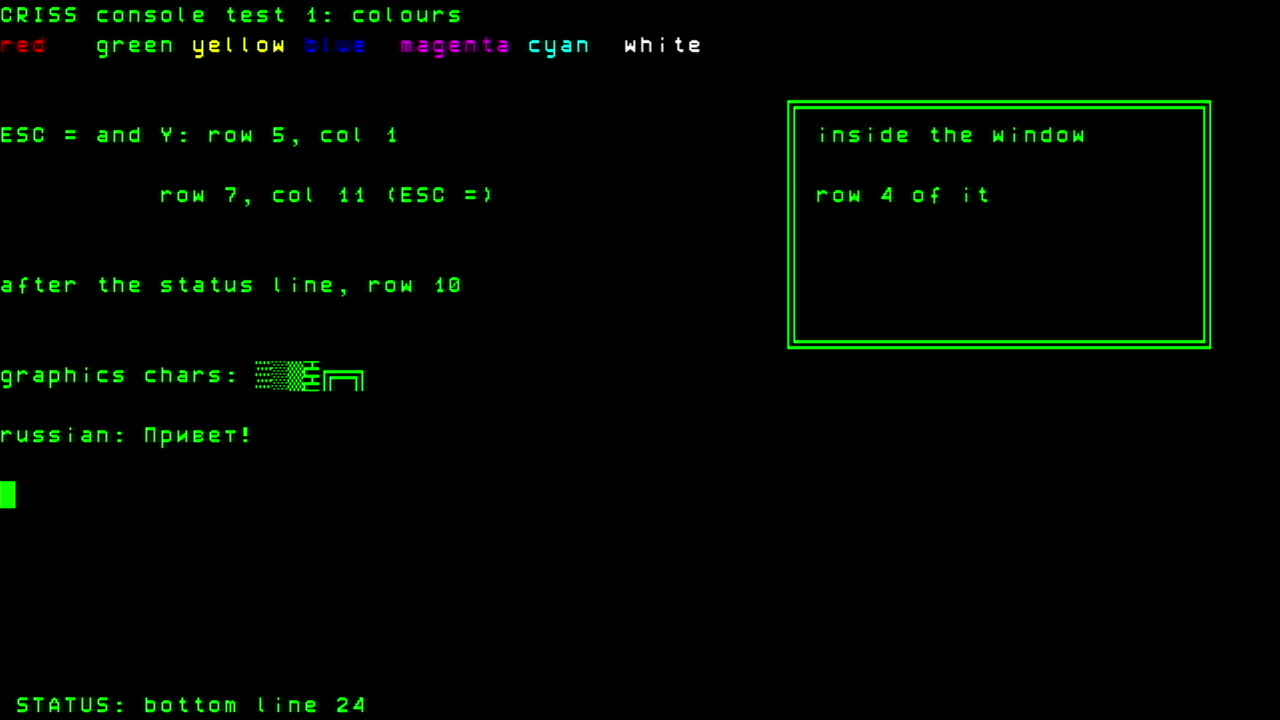 CRISS console test 1: colours
red green yellow blue magenta cyan white
ESC = and Y: row 5, col 1
inside the window
row 7, col 11 (ESC =)
row 4 of it
after the status line, row 10
graphics chars: 
russian: Привет!
STATUS: bottom line 24